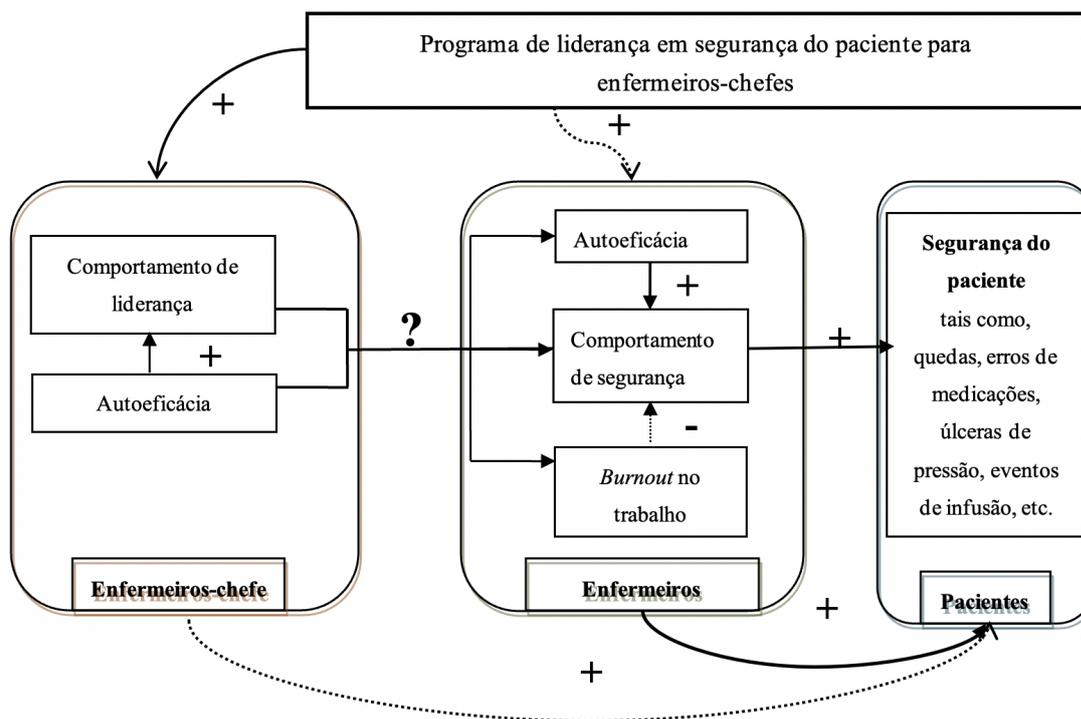 Programa de liderança em segurança do paciente para
enfermeiros-chefes
+
+
Comportamento de
liderança
+
Autoeficácia
Enfermeiros-chefe
?
Autoeficácia
+
Comportamento
de segurança
-
Burnout no
trabalho
Enfermeiros
+
Segurança do
paciente
tais como,
quedas, erros de
medicações,
úlceras de
pressão, eventos
de infusão, etc.
Pacientes
+
+